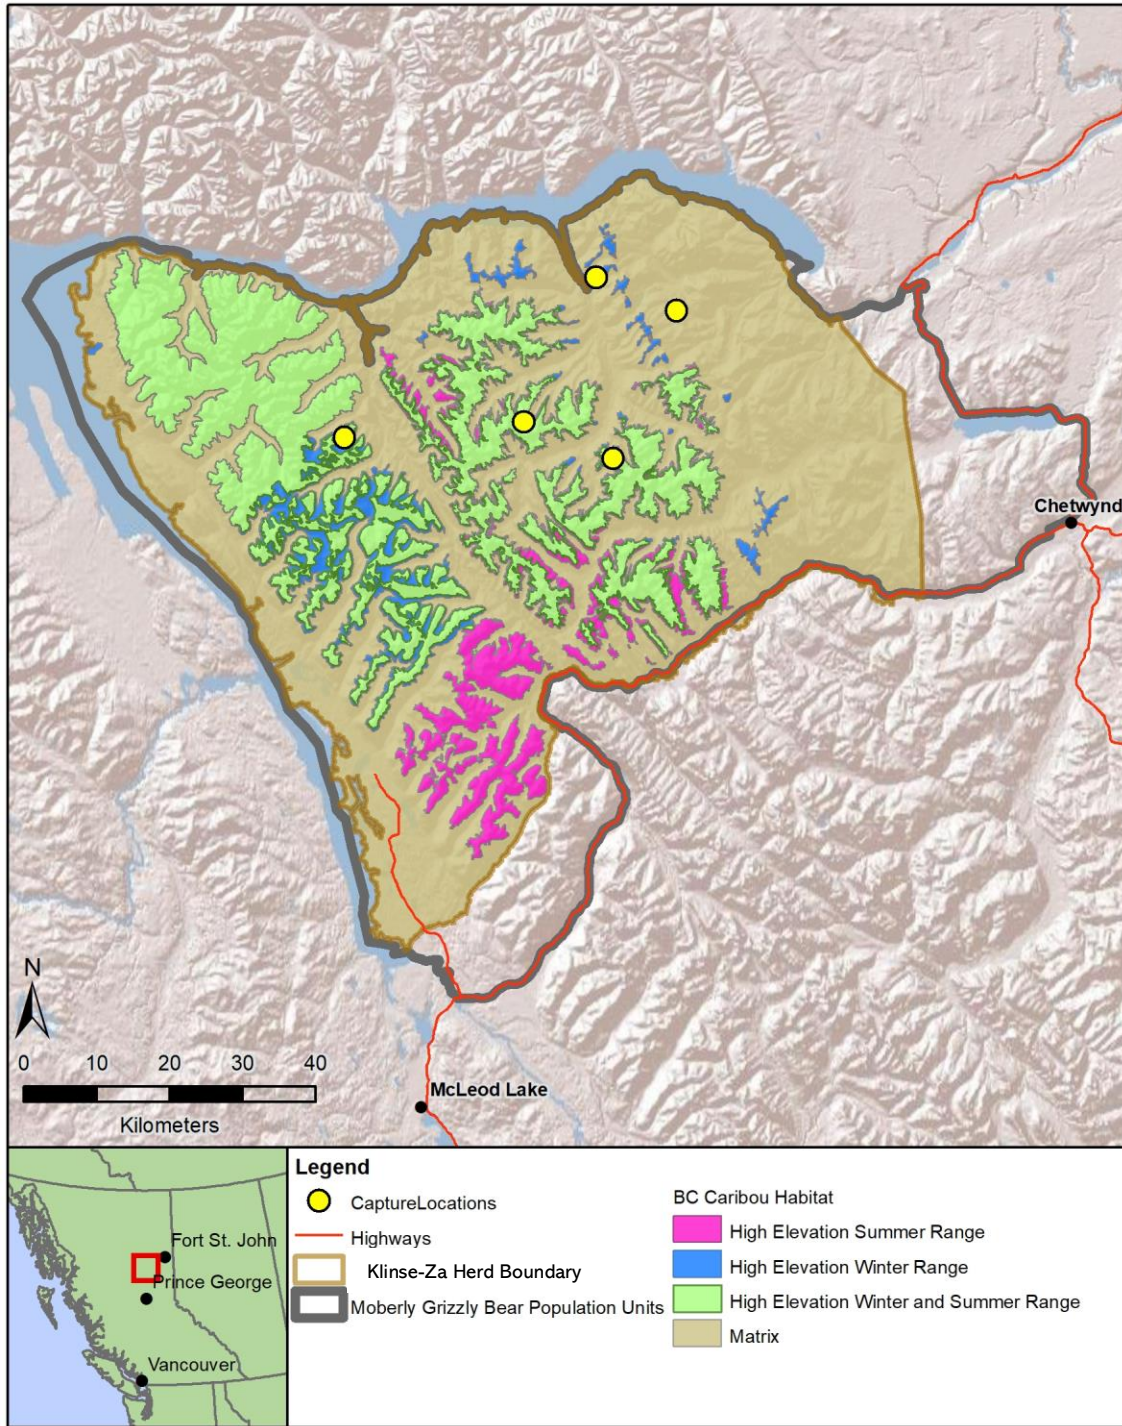 Chetwynd
N
0 10 20 30 40
Kilometers
McLeod Lake
Fort St. John
Prince George
Vancouver
Legend
CaptureLocations
Highways
Klinse-Za Herd Boundary
Moberly Grizzly Bear Population Units
BC Caribou Habitat
High Elevation Summer Range
High Elevation Winter Range
High Elevation Winter and Summer Range
Matrix